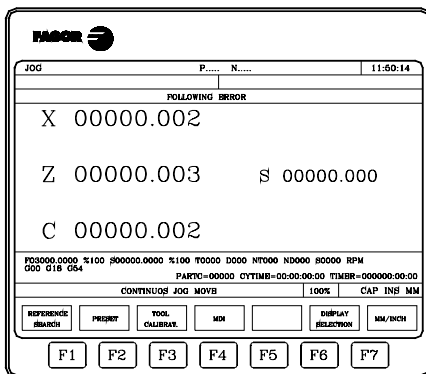 FAGOR
JOG P..... N..... 11:50:14
FOLLOWING ERROR
X 00000.002
Z 00000.003 S 00000.000
C 00000.002
F03000.0000 %100 S00000.0000 %100 T0000 D000 NT000 ND000 S0000 RPM
G00 G18 G54
PARTC=00000 CYTIME=00:00:00:00 TIMER=000000:00:00
CONTINUOS JOG MOVE 100% CAP INS MM
REFERENCE SEARCH PRESET TOOL CALIBRAT. MDI DISPLAY SELECTION MM/INCH
F1 F2 F3 F4 F5 F6 F7